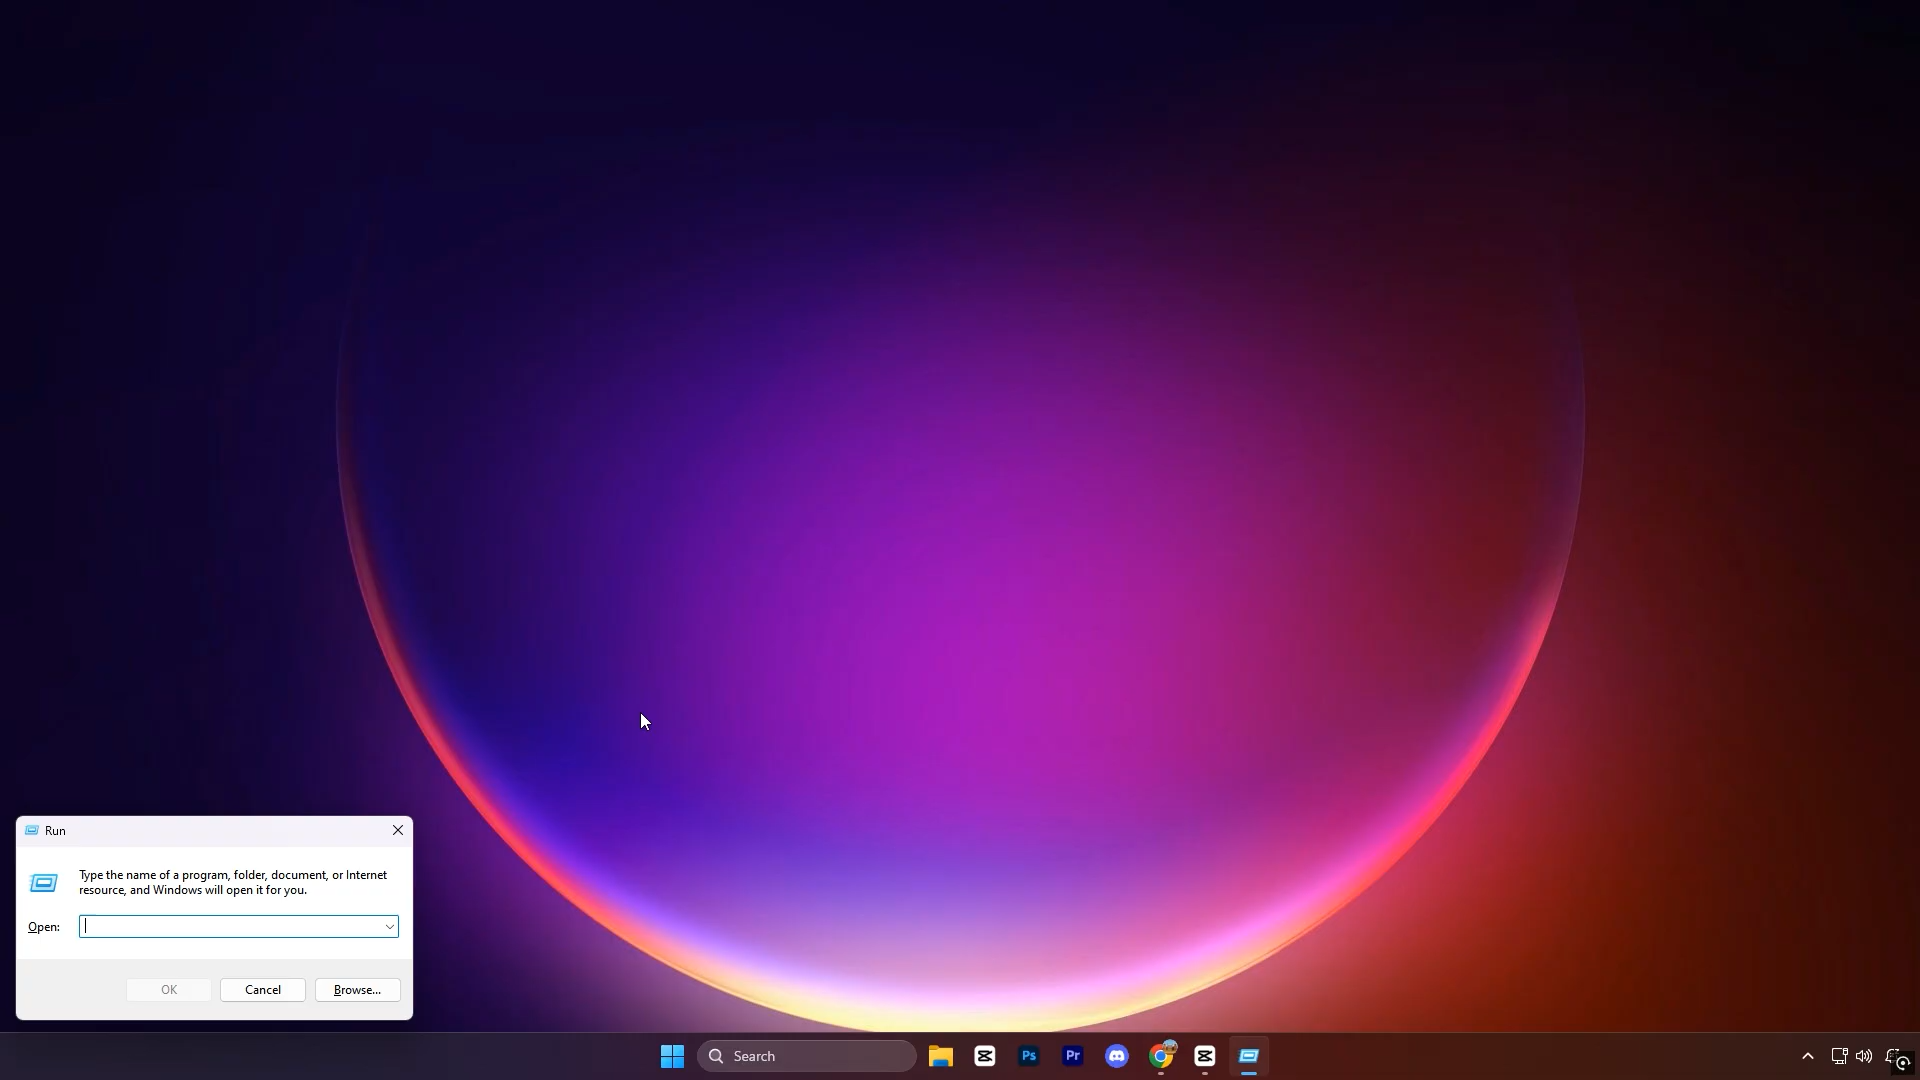 Run
Type the name of a program, folder, document, or Internet
resource, and Windows will open it for you.
Open:
OK
Cancel
Browse...
Search
Ps
Pr